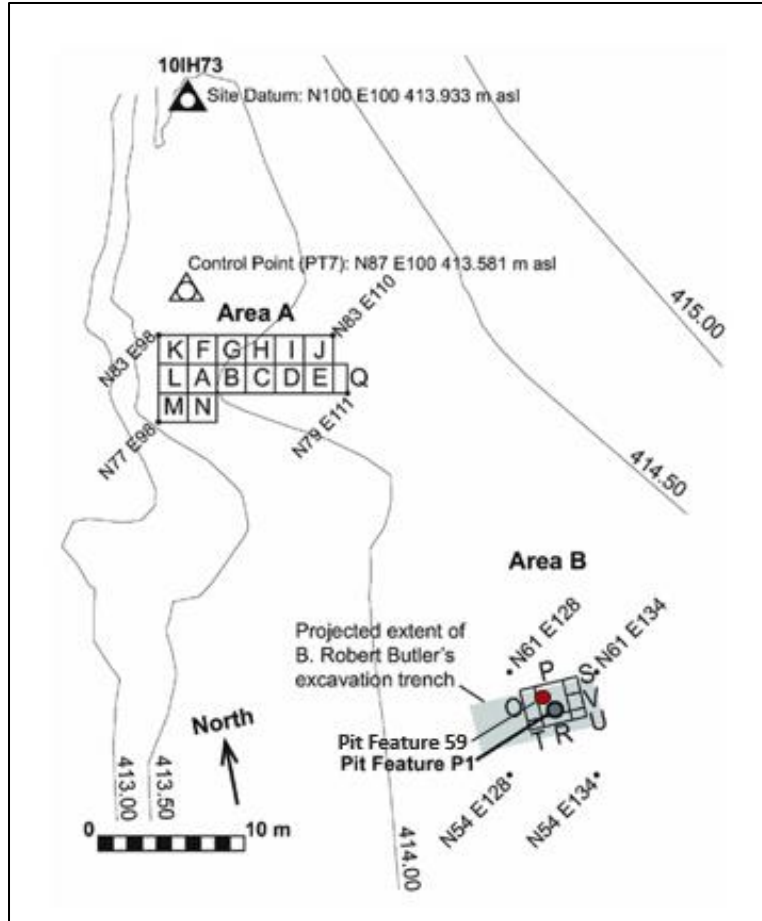 10IH73
Site Datum: N100 E100 413.933 m asl
Control Point (PT7): N87 E100 413.581 m asl
Area A
N83 E98
N83 E110
K F G H I J
L A B C D E Q
M N
N77 E98
N79 E111
415.00
414.50
Area B
Projected extent of
B. Robert Butler's
excavation trench
N61 E128
N61 E134
P S
O N
T R U
Pit Feature 59
Pit Feature P1
N54 E128
N54 E134
North
413.00
413.50
414.00
0 10 m